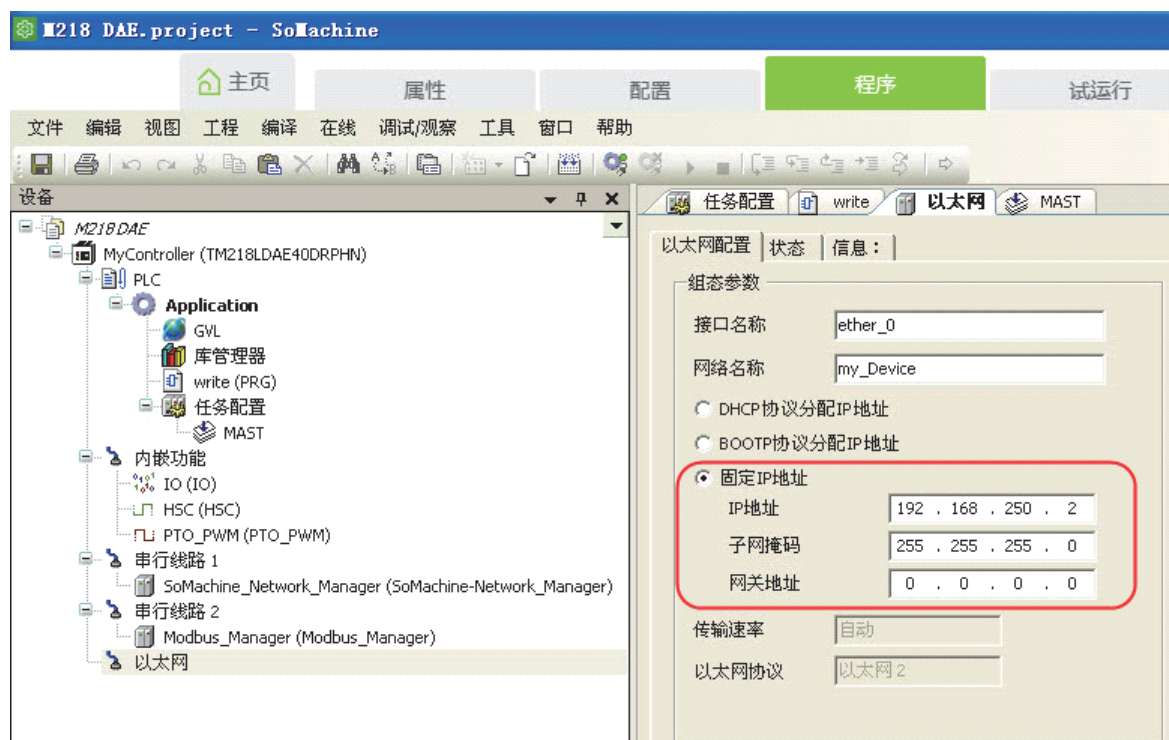 M218 DAE.project - SoMachine
主页 属性 配置 程序 试运行
文件 编辑 视图 工程 编译 在线 调试/观察 工具 窗口 帮助
设备
M218DAE
MyController (TM218LDAE40DRPHN)
PLC
Application
GVL
库管理器
write (PRG)
任务配置
MAST
内嵌功能
IO (IO)
HSC (HSC)
PTO_PWM (PTO_PWM)
串行线路 1
SoMachine_Network_Manager (SoMachine-Network_Manager)
串行线路 2
Modbus_Manager (Modbus_Manager)
以太网
任务配置 write 以太网 MAST
以太网配置 状态 信息：
组态参数
接口名称 ether_0
网络名称 my_Device
DHCP协议分配IP地址
BOOTP协议分配IP地址
固定IP地址
IP地址 192 . 168 . 250 . 2
子网掩码 255 . 255 . 255 . 0
网关地址 0 . 0 . 0 . 0
传输速率 自动
以太网协议 以太网 2